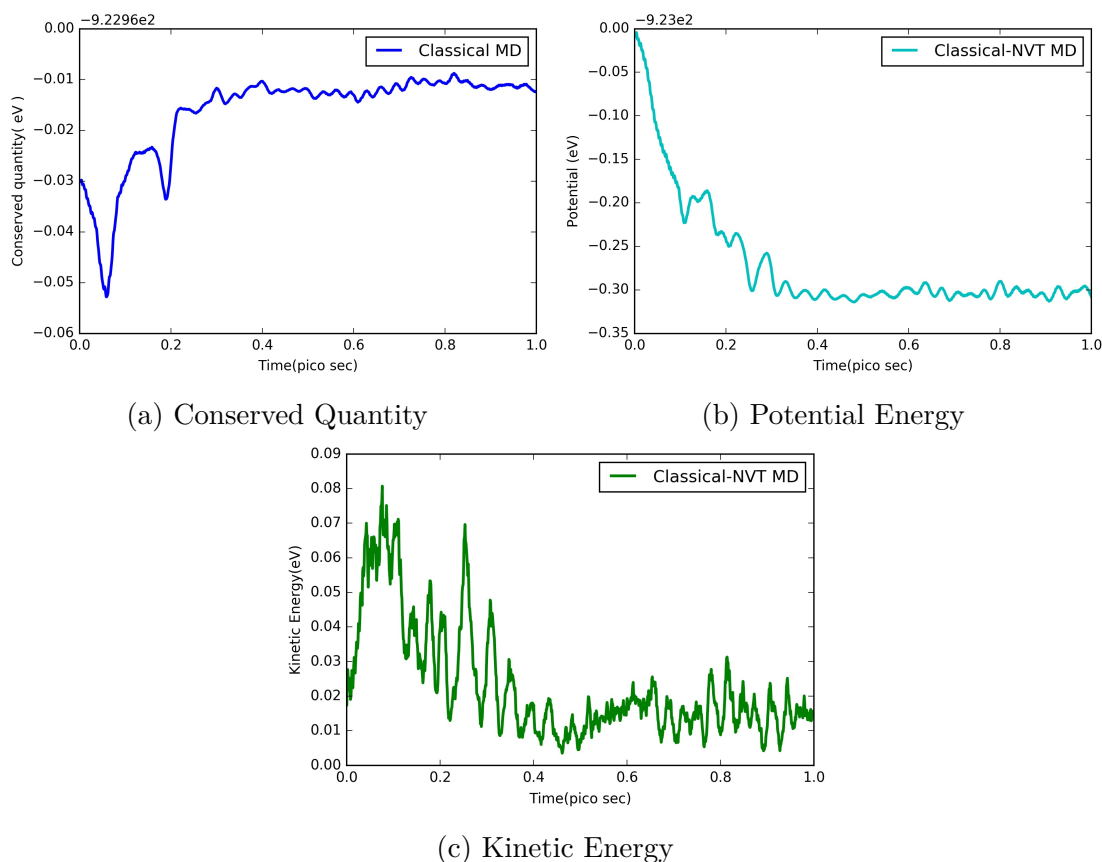 −9.2296e2
0.00
−0.01
−0.02
−0.03
−0.04
−0.05
−0.06
Conserved quantity( eV )
Classical MD
0.0 0.2 0.4 0.6 0.8 1.0
Time(pico sec)
(a) Conserved Quantity
−9.23e2
0.00
−0.05
−0.10
−0.15
−0.20
−0.25
−0.30
−0.35
Potential (eV)
Classical-NVT MD
0.0 0.2 0.4 0.6 0.8 1.0
Time(pico sec)
(b) Potential Energy
0.09
0.08
0.07
0.06
0.05
0.04
0.03
0.02
0.01
0.00
Kinetic Energy(eV)
Classical-NVT MD
0.0 0.2 0.4 0.6 0.8 1.0
Time(pico sec)
(c) Kinetic Energy